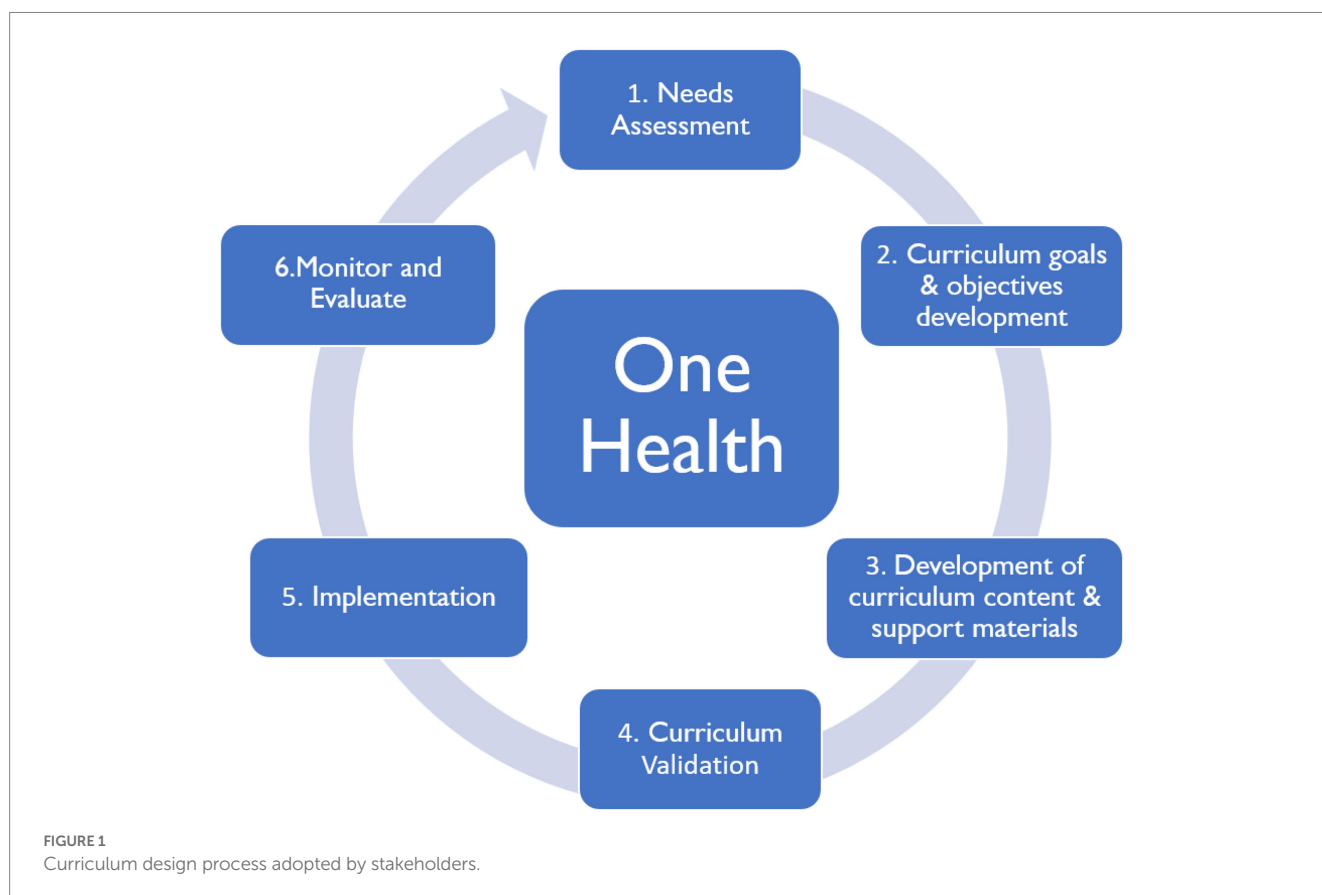 1. Needs
Assessment
2. Curriculum goals
& objectives
development
3. Development of
curriculum content &
support materials
4. Curriculum
Validation
5. Implementation
6.Monitor and
Evaluate
One
Health
FIGURE 1
Curriculum design process adopted by stakeholders.